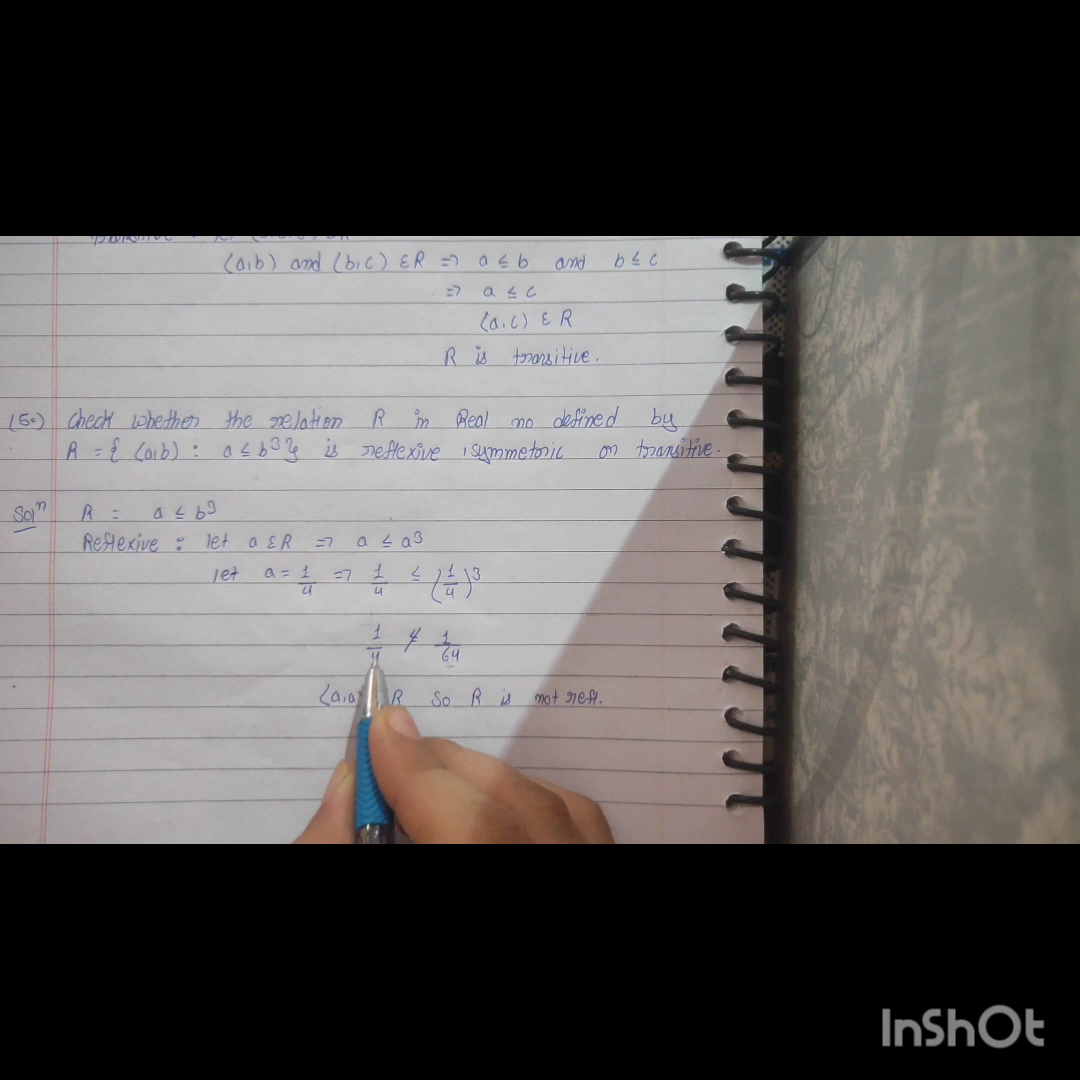 (a,b) and (b,c) ε R => a ≤ b and b ≤ c
=> a ≤ c
(a,c) ε R
R is transitive.
(50) Check whether the relation R in Real no defined by
R = { (a,b) : a ≤ b³} is reflexive, symmetric or transitive.
Solⁿ R = a ≤ b³
Reflexive : let a ε R => a ≤ a³
let a = 1/4 => 1/4 ≤ (1/4)³
1/4 ≰ 1/64
(a,a) R So R is not refl.
InShOt